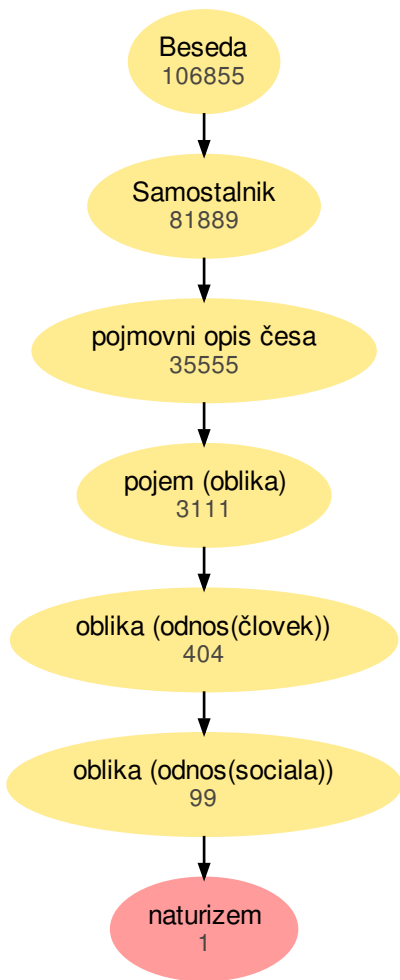 Beseda
106855
Samostalnik
81889
pojmovni opis česa
35555
pojem (oblika)
3111
oblika (odnos(človek))
404
oblika (odnos(sociala))
99
naturizem
1